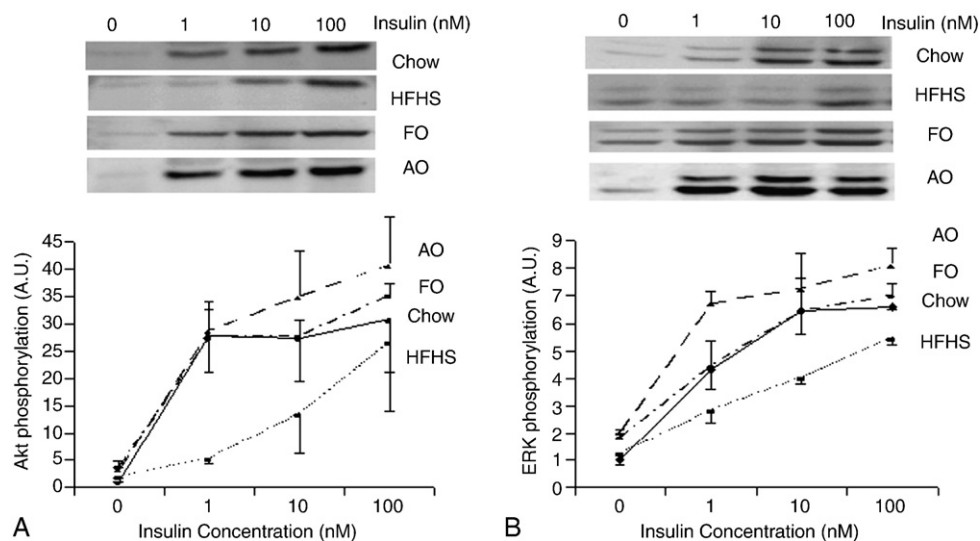 0 1 10 100 Insulin (nM)
Chow
HFHS
FO
AO
45
40
35
30
25
20
15
10
5
0
Akt phosphorylation (A.U.)
AO
FO
Chow
HFHS
0 1 10 100
A Insulin Concentration (nM)
0 1 10 100 Insulin (nM)
Chow
HFHS
FO
AO
9
8
7
6
5
4
3
2
1
0
ERK phosphorylation (A.U.)
AO
FO
Chow
HFHS
0 1 10 100
B Insulin Concentration (nM)